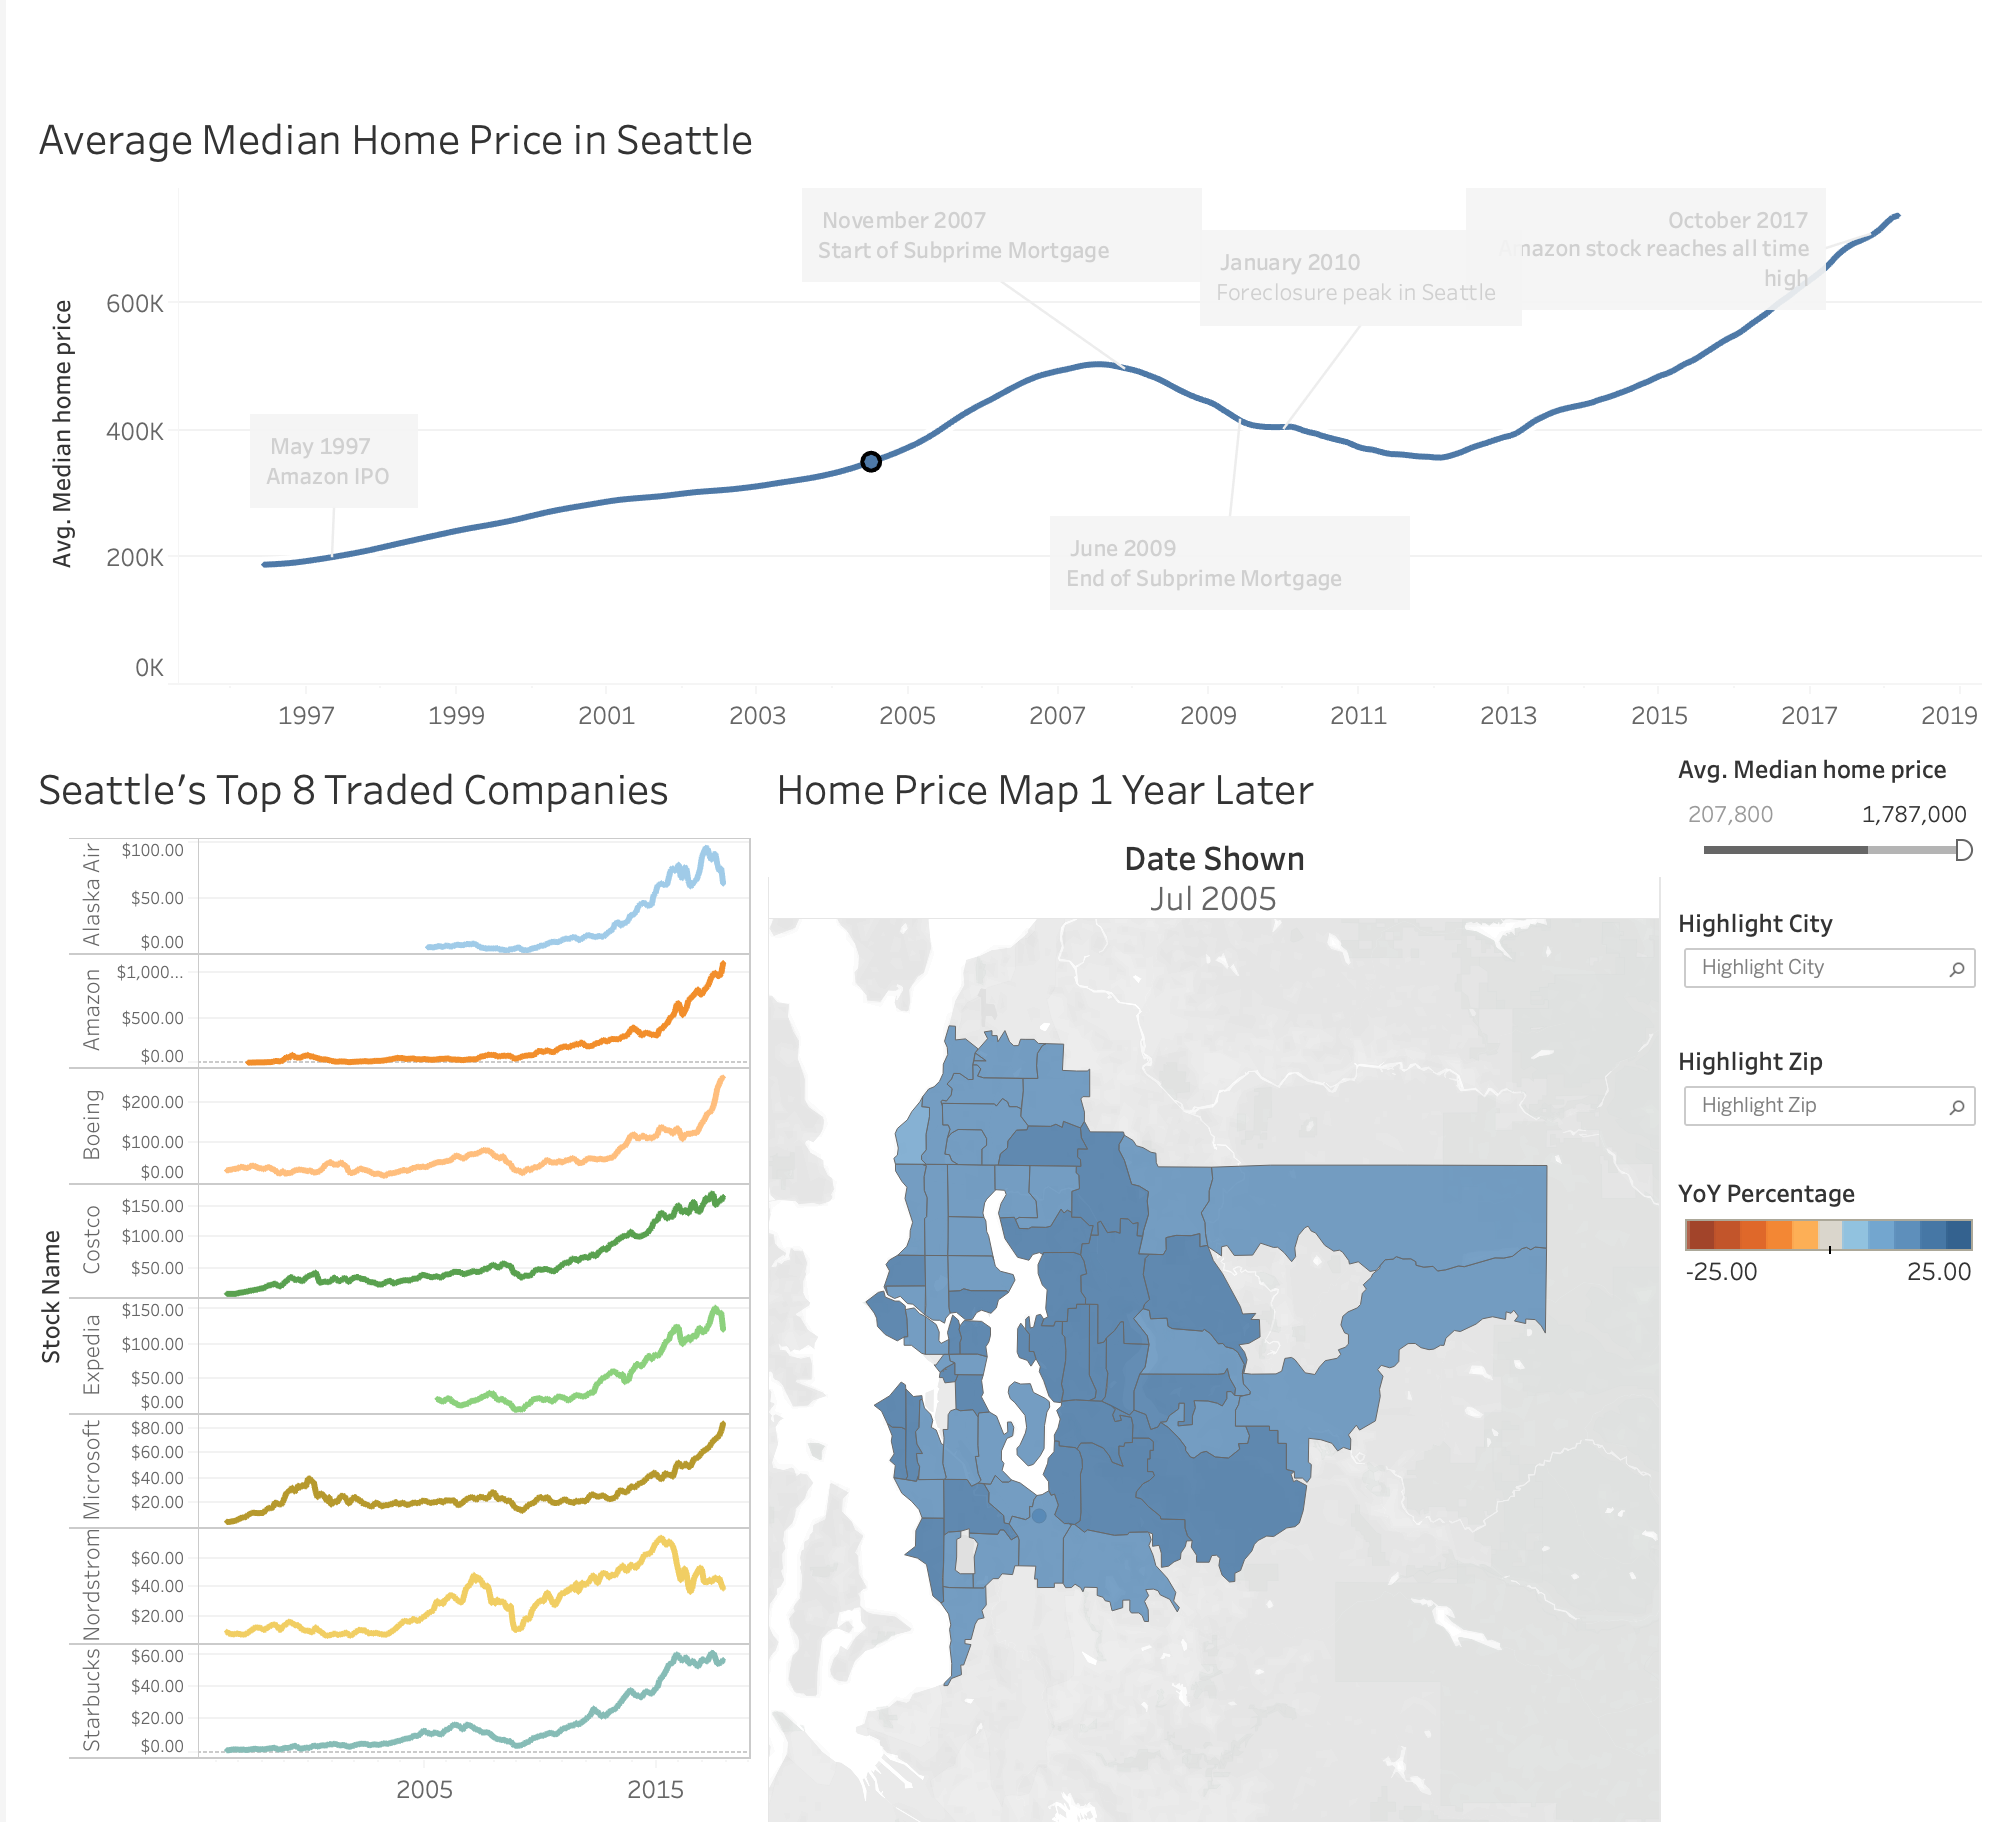 Average Median Home Price in Seattle
Avg. Median home price
600K
400K
200K
0K
May 1997
Amazon IPO
November 2007
Start of Subprime Mortgage
January 2010
Foreclosure peak in Seattle
October 2017
Amazon stock reaches all time
high
June 2009
End of Subprime Mortgage
1997 1999 2001 2003 2005 2007 2009 2011 2013 2015 2017 2019
Seattle's Top 8 Traded Companies
Stock Name
Alaska Air
$100.00
$50.00
$0.00
Amazon
$1,000...
$500.00
$0.00
Boeing
$200.00
$100.00
$0.00
Costco
$150.00
$100.00
$50.00
Expedia
$150.00
$100.00
$50.00
$0.00
Microsoft
$80.00
$60.00
$40.00
$20.00
Nordstrom
$60.00
$40.00
$20.00
Starbucks
$60.00
$40.00
$20.00
$0.00
2005 2015
Home Price Map 1 Year Later
Date Shown
Jul 2005
Avg. Median home price
207,800 1,787,000
Highlight City
Highlight City
Highlight Zip
Highlight Zip
YoY Percentage
-25.00 25.00